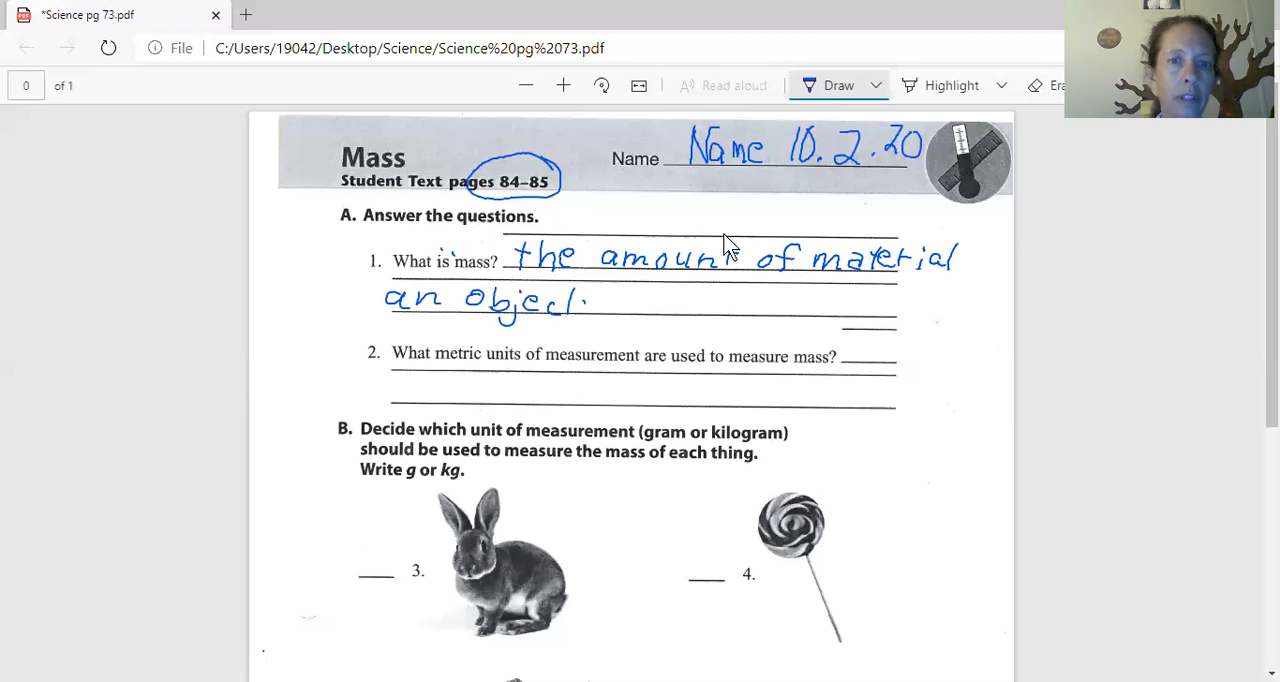 *Science pg 73.pdf
File C:/Users/19042/Desktop/Science/Science%20pg%2073.pdf
0 of 1 Read aloud Draw Highlight Era
Mass
Name Name 10.2.20
Student Text pages 84–85
A. Answer the questions.
1. What is mass? the amount of material
an object.
2. What metric units of measurement are used to measure mass?
B. Decide which unit of measurement (gram or kilogram)
should be used to measure the mass of each thing.
Write g or kg.
3. 4.